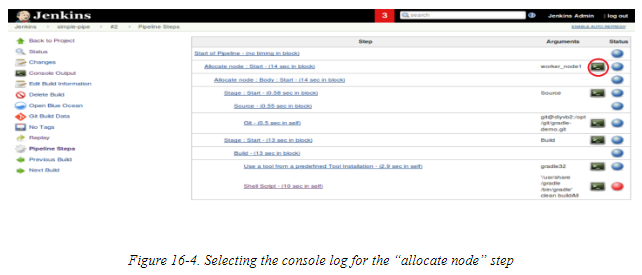 Jenkins
3
search
Jenkins Admin | log out
Jenkins simple-pipe #2 Pipeline Steps
ENABLE AUTO REFRESH
Back to Project
Status
Changes
Console Output
Edit Build Information
Delete Build
Open Blue Ocean
Git Build Data
No Tags
Replay
Pipeline Steps
Previous Build
Next Build
Step Arguments Status
Start of Pipeline - (no timing in block)
Allocate node : Start - (14 sec in block) worker_node1
Allocate node : Body : Start - (14 sec in block)
Stage : Start - (0.58 sec in block) Source
Source - (0.55 sec in block)
Git - (0.5 sec in self)
git@diyvb2:/opt
/git/gradle-
demo.git
Stage : Start - (13 sec in block) Build
Build - (13 sec in block)
Use a tool from a predefined Tool Installation - (2.9 sec in self) gradle32
Shell Script - (10 sec in self)
'/usr/share
/gradle
/bin/gradle'
clean buildAll
Figure 16-4. Selecting the console log for the “allocate node” step